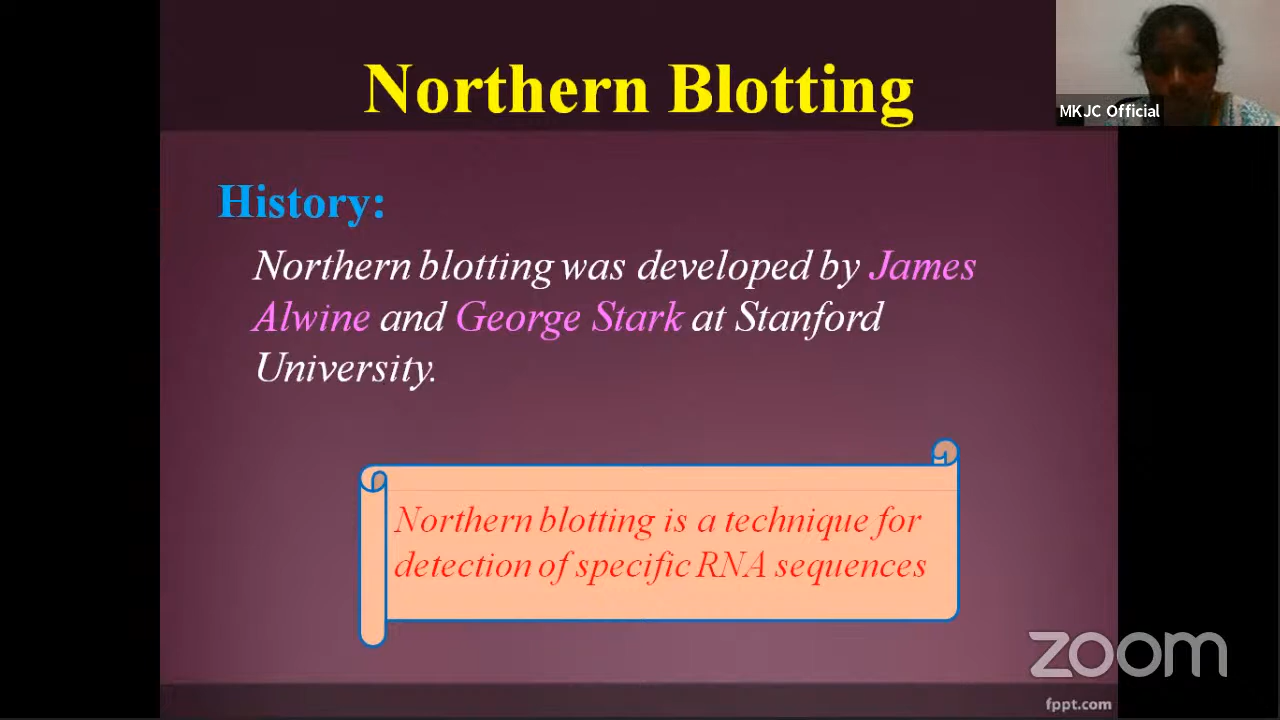 Northern Blotting
MKJC Official
History:
Northern blotting was developed by James
Alwine and George Stark at Stanford
University.
Northern blotting is a technique for
detection of specific RNA sequences
zoom
fppt.com